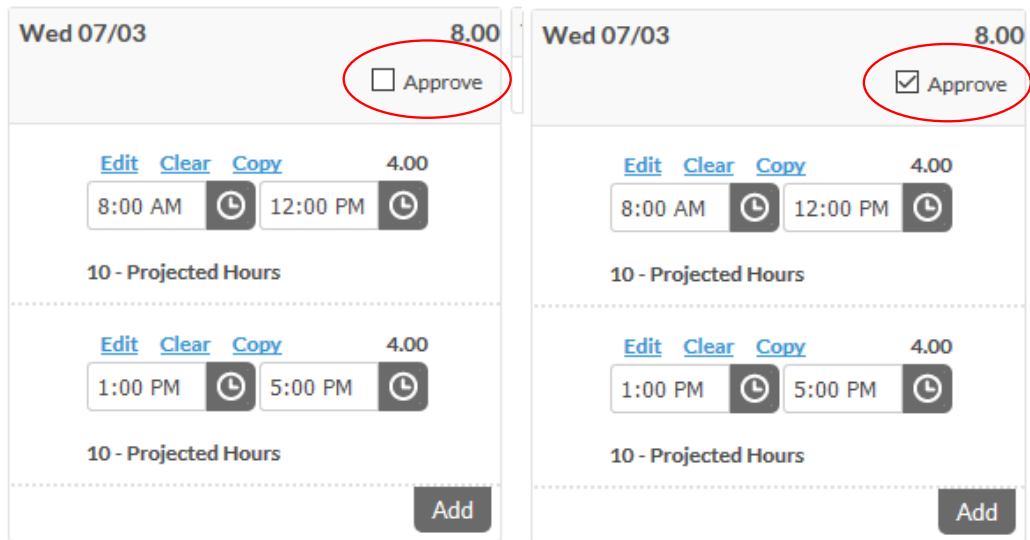 Wed 07/03 8.00
Approve
Edit Clear Copy 4.00
8:00 AM 12:00 PM
10 - Projected Hours
Edit Clear Copy 4.00
1:00 PM 5:00 PM
10 - Projected Hours
Add
Wed 07/03 8.00
Approve
Edit Clear Copy 4.00
8:00 AM 12:00 PM
10 - Projected Hours
Edit Clear Copy 4.00
1:00 PM 5:00 PM
10 - Projected Hours
Add